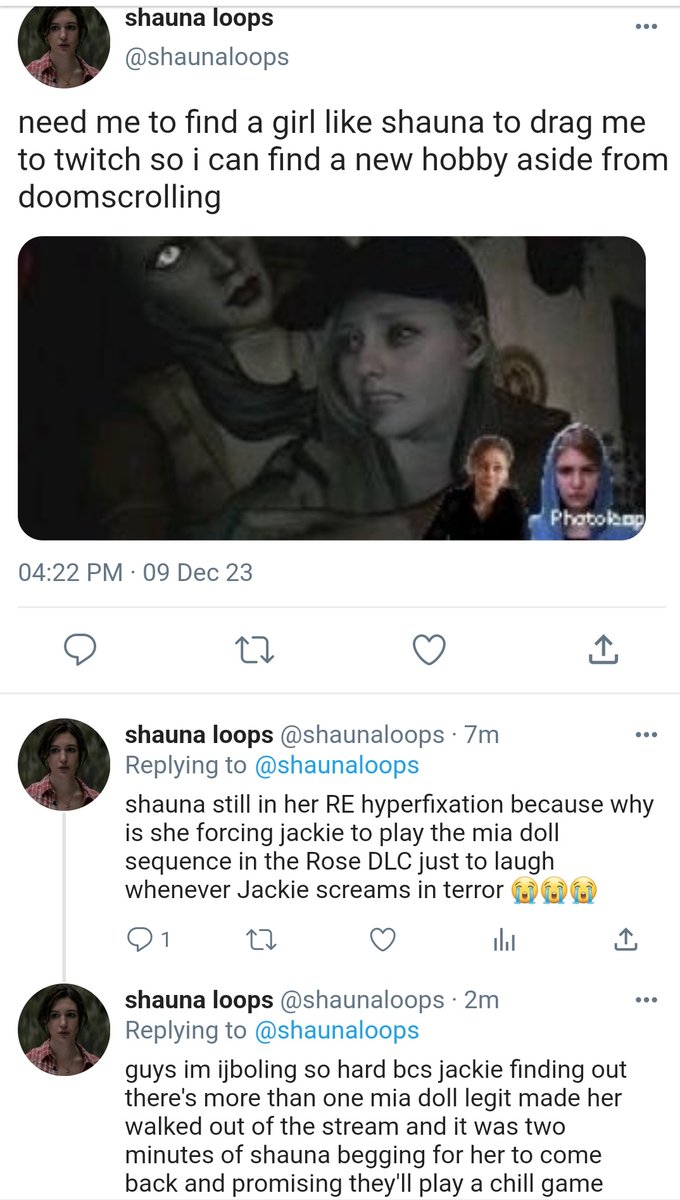 shauna loops
@shaunaloops
need me to find a girl like shauna to drag me
to twitch so i can find a new hobby aside from
doomscrolling
Photoleap
04:22 PM · 09 Dec 23
shauna loops @shaunaloops · 7m
Replying to @shaunaloops
shauna still in her RE hyperfixation because why
is she forcing jackie to play the mia doll
sequence in the Rose DLC just to laugh
whenever Jackie screams in terror 😭😭😭
1
shauna loops @shaunaloops · 2m
Replying to @shaunaloops
guys im ijboling so hard bcs jackie finding out
there's more than one mia doll legit made her
walked out of the stream and it was two
minutes of shauna begging for her to come
back and promising they'll play a chill game